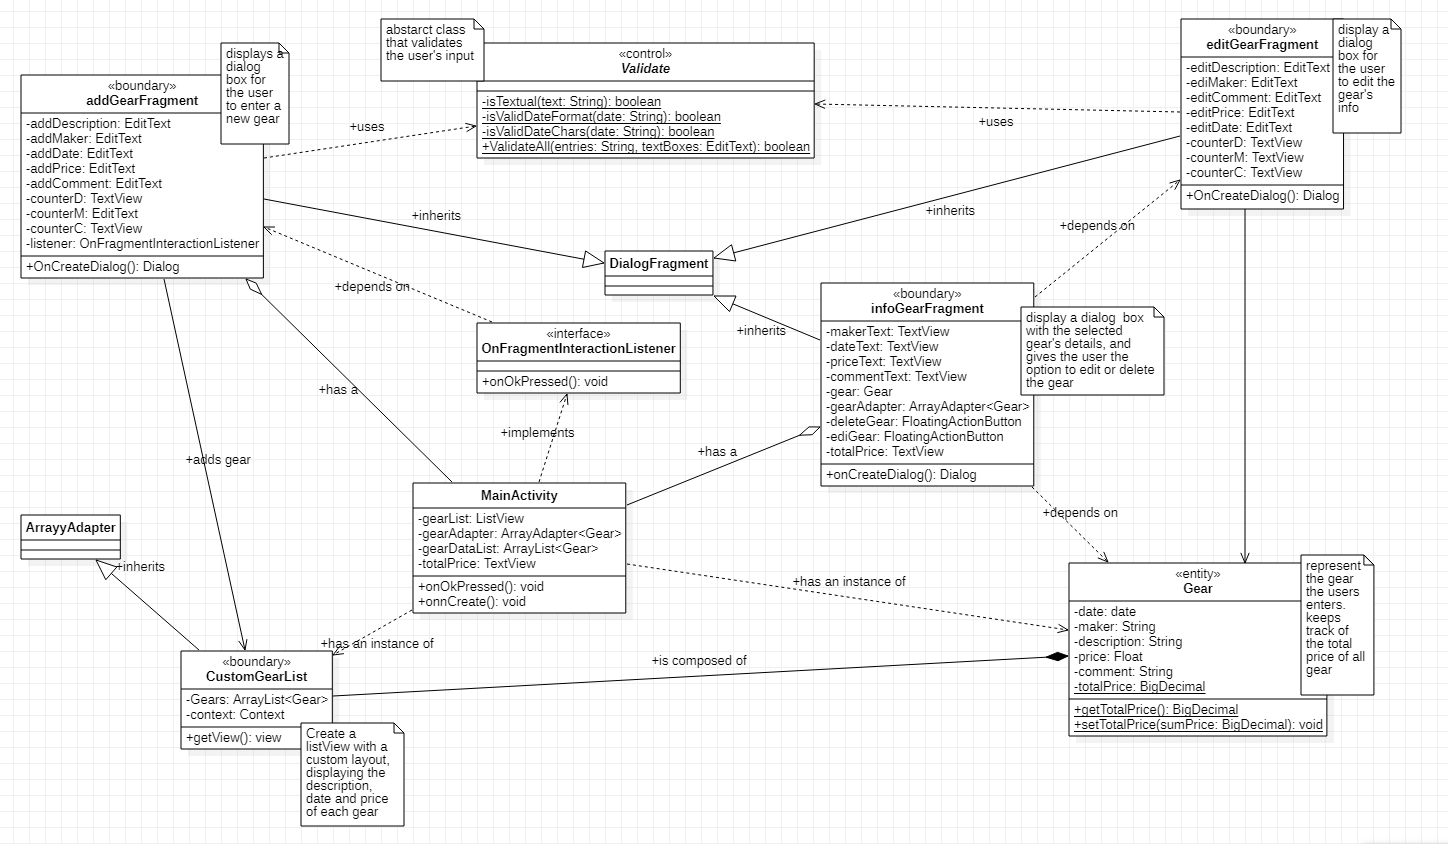 «boundary»
addGearFragment
-addDescription: EditText
-addMaker: EditText
-addDate: EditText
-addPrice: EditText
-addComment: EditText
-counterD: TextView
-counterM: EditText
-counterC: TextView
-listener: OnFragmentInteractionListener
+OnCreateDialog(): Dialog
displays a
dialog
box for
the user
to enter a
new gear
abstarct class
that validates
the user's input
«control»
Validate
-isTextual(text: String): boolean
-isValidDateFormat(date: String): boolean
-isValidDateChars(date: String): boolean
+ValidateAll(entries: String, textBoxes: EditText): boolean
«boundary»
editGearFragment
-editDescription: EditText
-ediMaker: EditText
-editComment: EditText
-editPrice: EditText
-editDate: EditText
-counterD: TextView
-counterM: TextView
-counterC: TextView
+OnCreateDialog(): Dialog
display a
dialog
box for
the user
to edit the
gear's
info
+uses
+uses
+inherits
+inherits
+depends on
DialogFragment
+depends on
+inherits
«interface»
OnFragmentInteractionListener
+onOkPressed(): void
«boundary»
infoGearFragment
-makerText: TextView
-dateText: TextView
-priceText: TextView
-commentText: TextView
-gear: Gear
-gearAdapter: ArrayAdapter<Gear>
-deleteGear: FloatingActionButton
-ediGear: FloatingActionButton
-totalPrice: TextView
+onCreateDialog(): Dialog
display a dialog  box
with the selected
gear's details, and
gives the user the
option to edit or delete
the gear
+has a
+implements
+has a
+adds gear
MainActivity
-gearList: ListView
-gearAdapter: ArrayAdapter<Gear>
-gearDataList: ArrayList<Gear>
-totalPrice: TextView
+onOkPressed(): void
+onnCreate(): void
+depends on
ArrayyAdapter
+inherits
+has an instance of
+has an instance of
+is composed of
«entity»
Gear
-date: date
-maker: String
-description: String
-price: Float
-comment: String
-totalPrice: BigDecimal
+getTotalPrice(): BigDecimal
+setTotalPrice(sumPrice: BigDecimal): void
represent
the gear
the users
enters.
keeps
track of
the total
price of all
gear
«boundary»
CustomGearList
-Gears: ArrayList<Gear>
-context: Context
+getView(): view
Create a
listView with a
custom layout,
displaying the
description,
date and price
of each gear